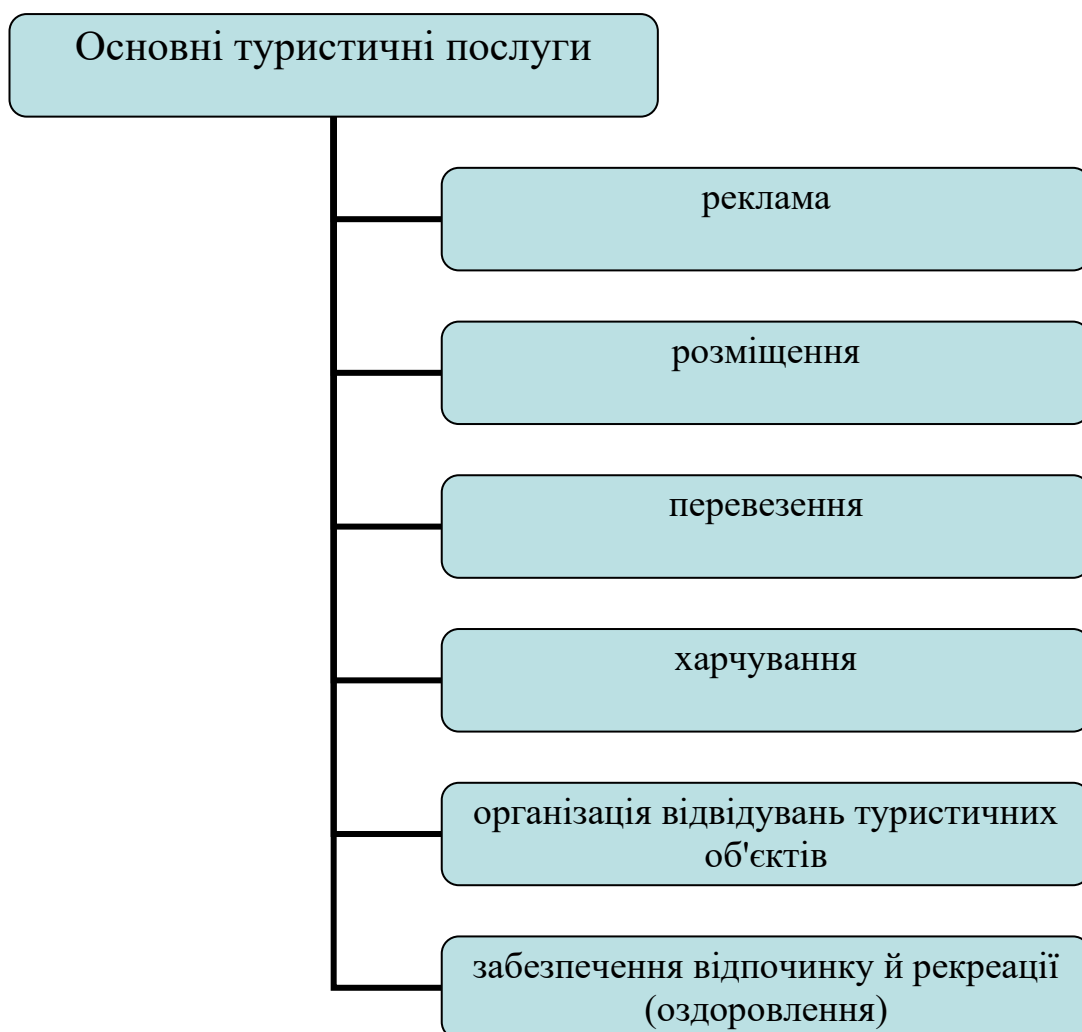 Основні туристичні послуги
реклама
розміщення
перевезення
харчування
організація відвідувань туристичних
об'єктів
забезпечення відпочинку й рекреації
(оздоровлення)